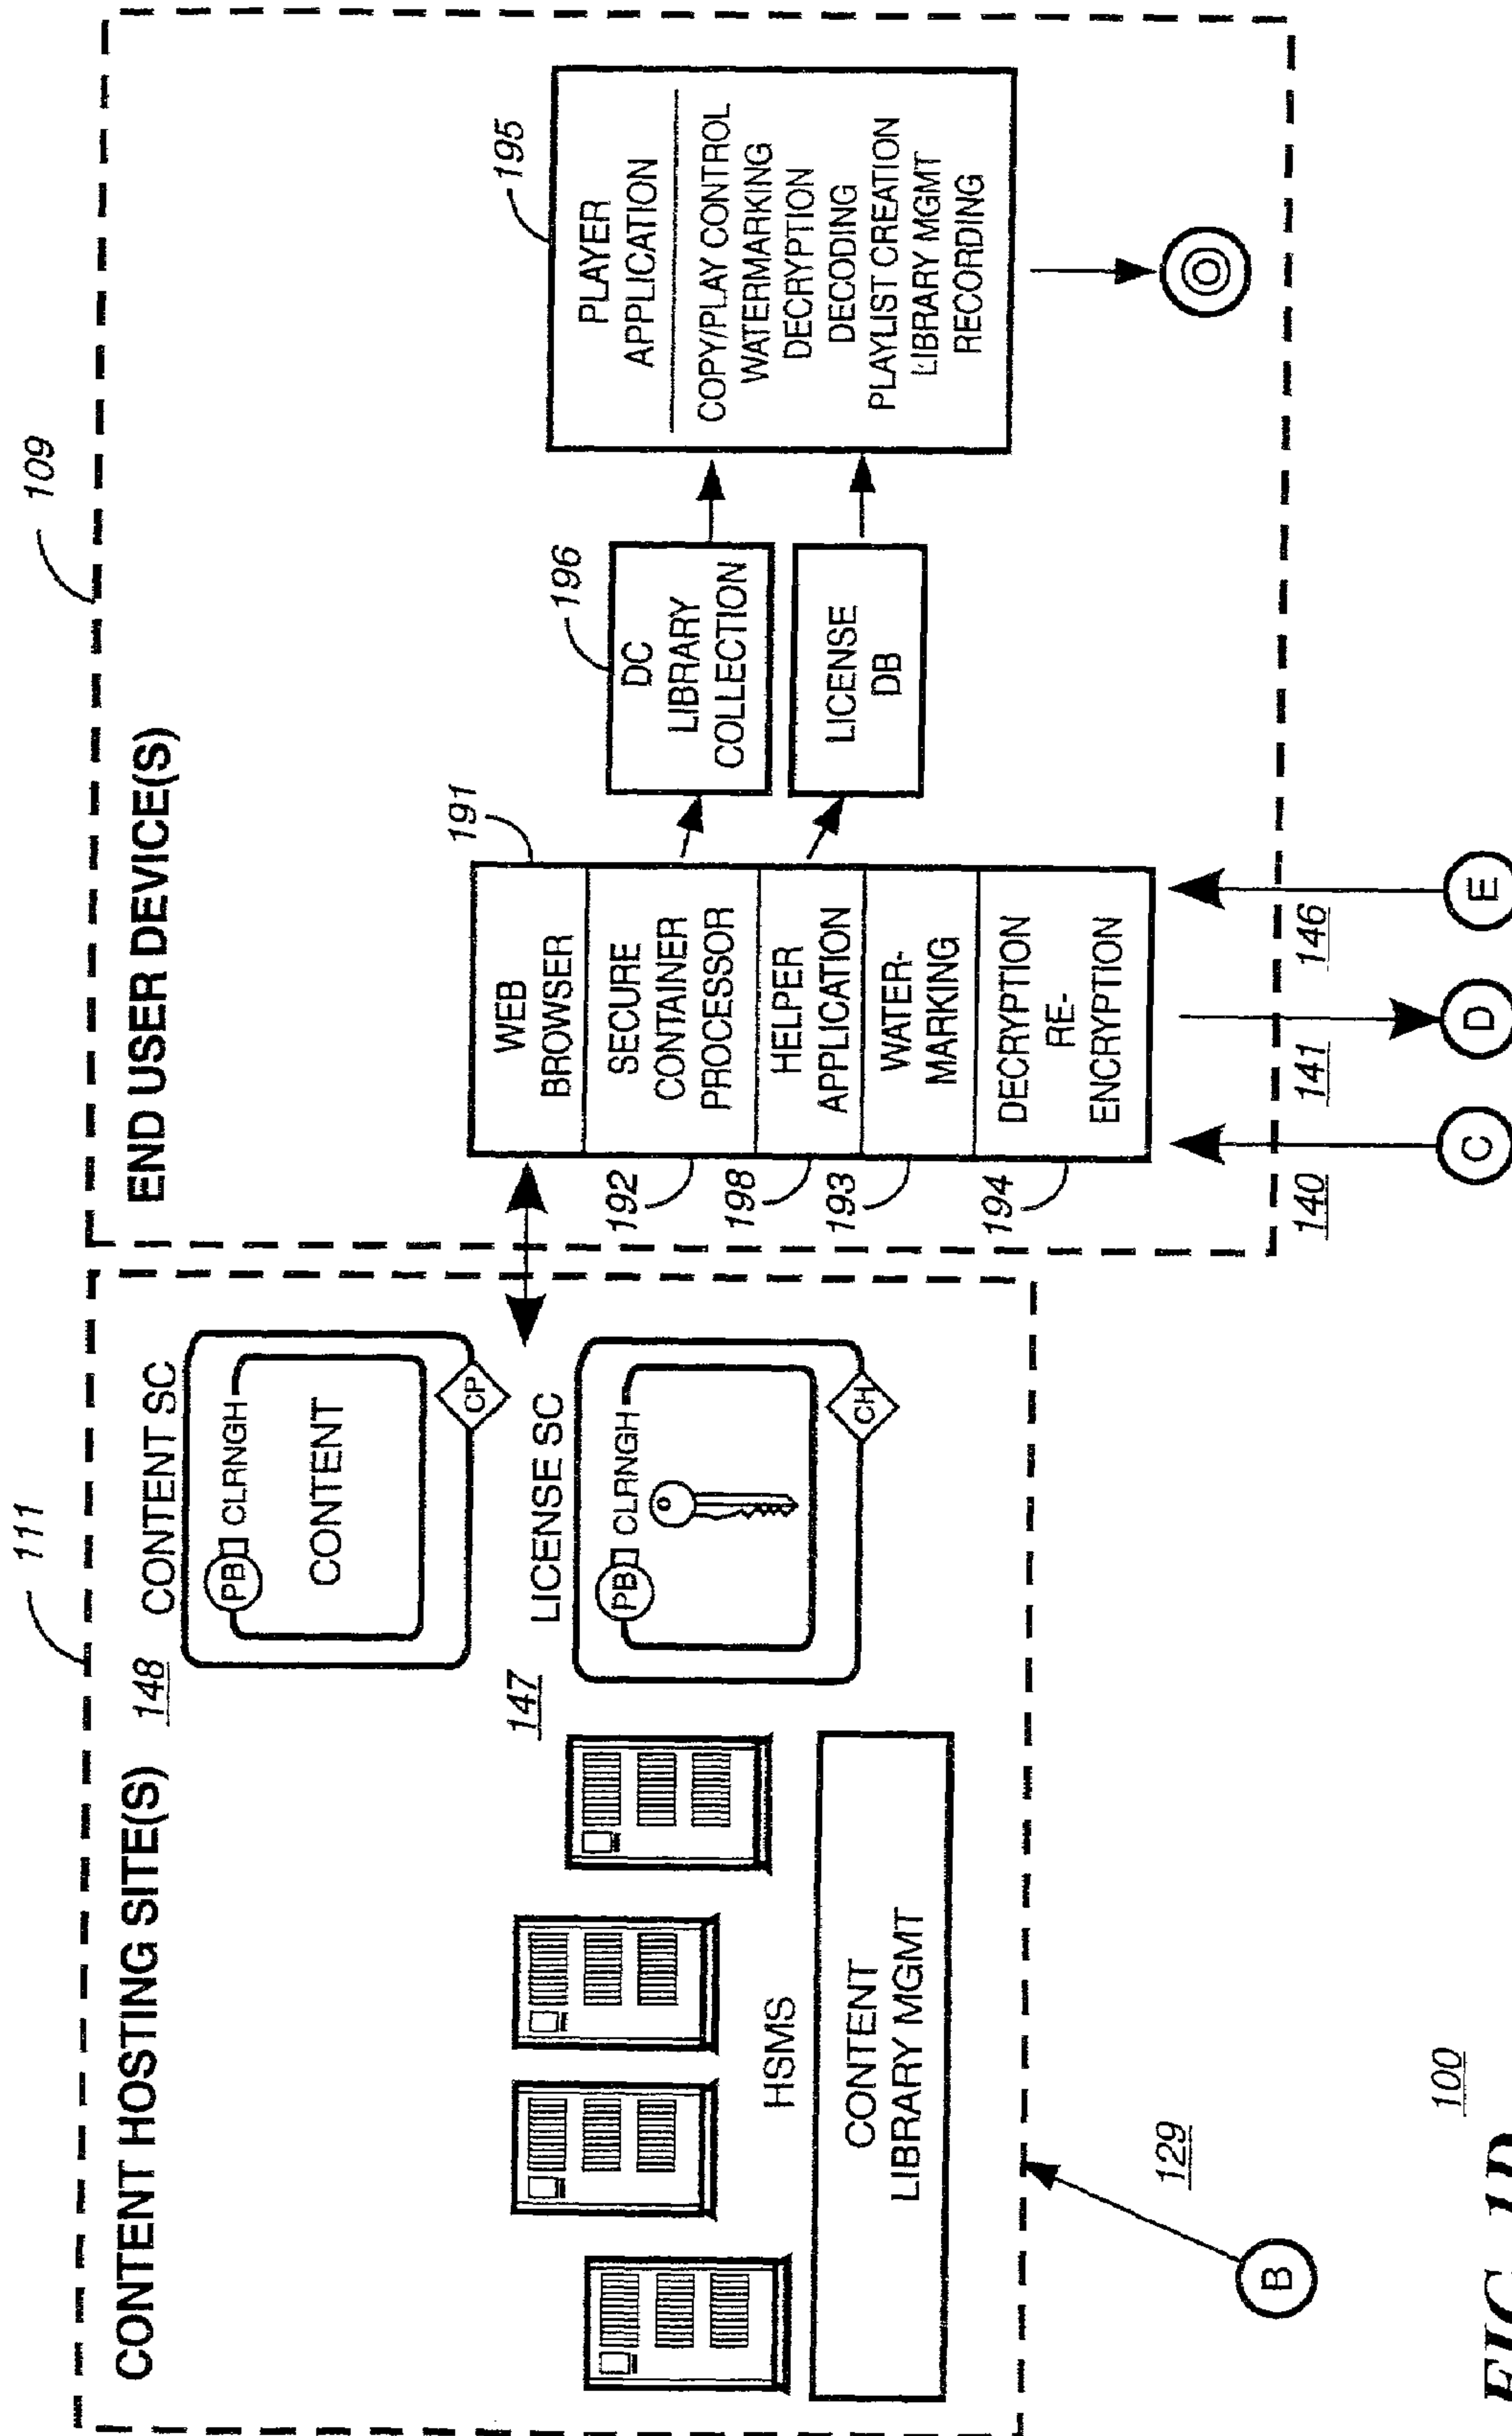 111
CONTENT HOSTING SITE(S)
148
CONTENT SC
PB CLRNGH
CONTENT
CP
147
LICENSE SC
PB CLRNGH
CH
HSMS
CONTENT
LIBRARY MGMT
B
129
109
END USER DEVICE(S)
191
WEB
BROWSER
192
SECURE
CONTAINER
PROCESSOR
198
HELPER
APPLICATION
193
WATER-
MARKING
194
DECRYPTION
RE-
ENCRYPTION
196
DC
LIBRARY
COLLECTION
LICENSE
DB
195
PLAYER
APPLICATION
COPY/PLAY CONTROL
WATERMARKING
DECRYPTION
DECODING
PLAYLIST CREATION
LIBRARY MGMT
RECORDING
140
141
146
C
D
E
100
FIG. 1D